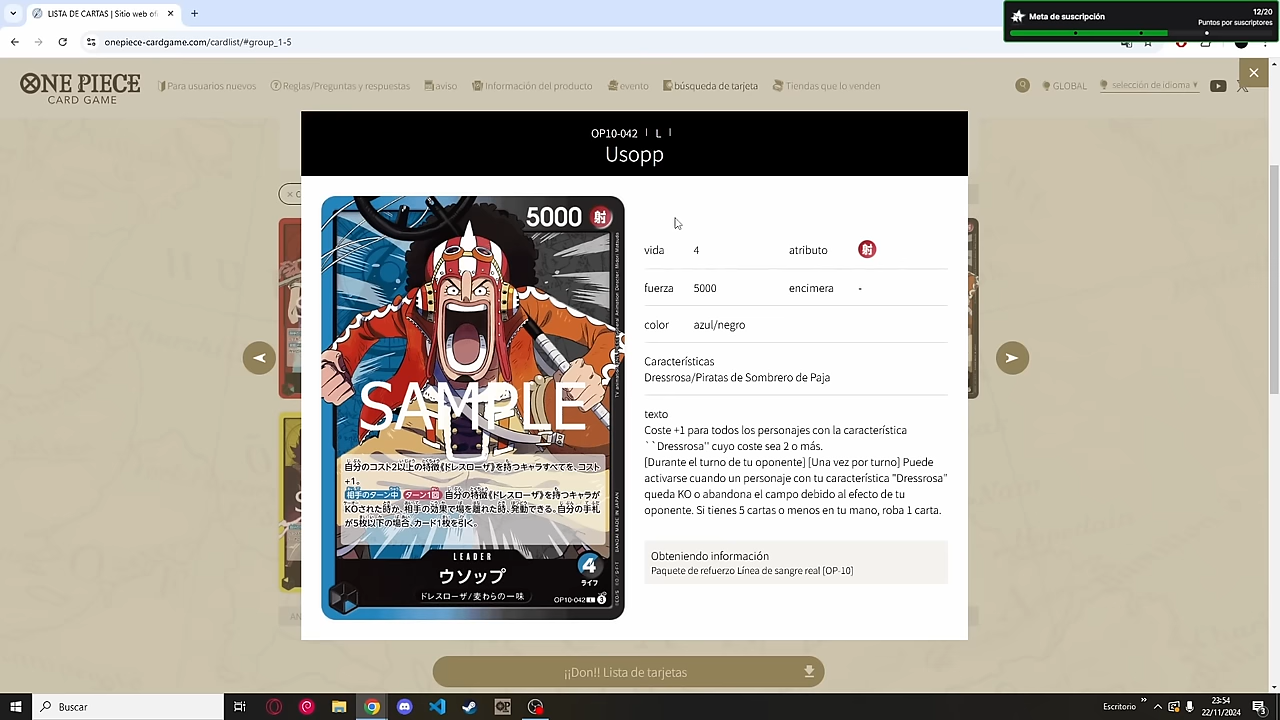 LISTA DE CARTAS | Sitio web of
onepiece-cardgame.com/cardlist/#group_1-5
Meta de suscripción
12/20
Puntos por suscriptores
ONE PIECE
CARD GAME
Para usuarios nuevos
Reglas/Preguntas y respuestas
aviso
Información del producto
evento
búsqueda de tarjeta
Tiendas que lo venden
GLOBAL
selección de idioma ▾
OP10-042 | L |
Usopp
5000 射
SAMPLE
自分のコスト2以上の特徴《ドレスローザ》を持つキャラすべてを、コスト
+1。
相手のターン中 ターン1回 自分の特徴《ドレスローザ》を持つキャラが
KOされた時か、相手の効果で場を離れた時、発動できる。自分の手札
が5枚以下の場合、カード1枚を引く。
LEADER
ウソップ
4
ライフ
ドレスローザ/麦わらの一味
OP10-042 L
vida 4 atributo 射
fuerza 5000 encimera -
color azul/negro
Características
Dressrosa/Piratas de Sombrero de Paja
texto
Coste +1 para todos los personajes con la característica
``Dressrosa'' cuyo coste sea 2 o más.
[Durante el turno de tu oponente] [Una vez por turno] Puede
activarse cuando un personaje con tu característica "Dressrosa"
queda KO o abandona el campo debido al efecto de tu
oponente. Si tienes 5 cartas o menos en tu mano, roba 1 carta.
Obteniendo información
Paquete de refuerzo Línea de sangre real [OP-10]
¡¡Don!! Lista de tarjetas
Buscar
Escritorio
23:54
22/11/2024